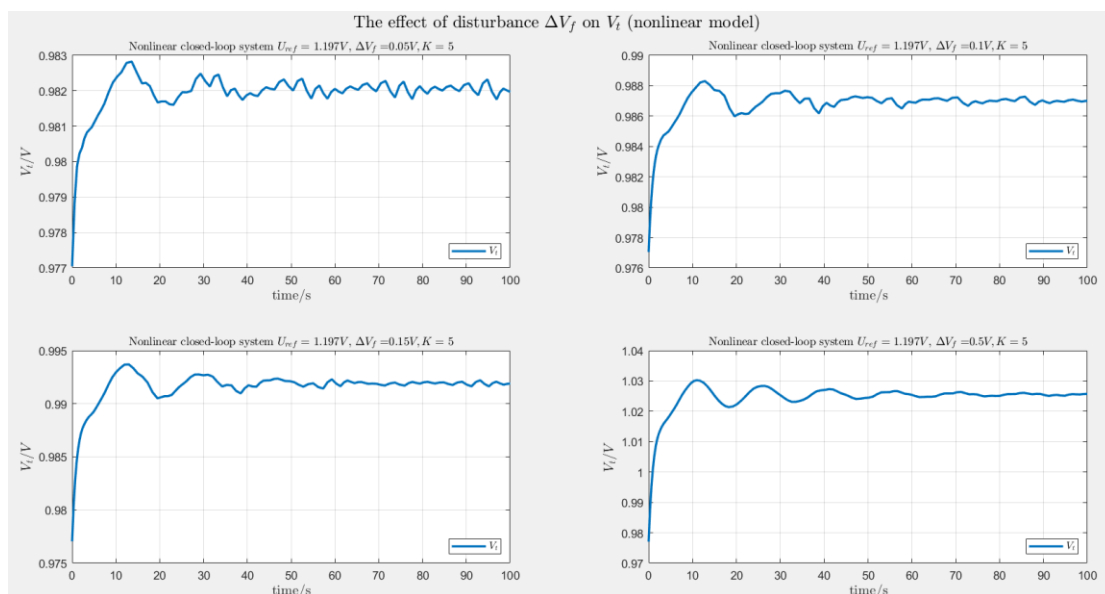 The effect of disturbance ΔV_f on V_t (nonlinear model)
Nonlinear closed-loop system U_ref = 1.197V, ΔV_f =0.05V, K = 5
0.983
0.982
0.981
0.98
0.979
0.978
0.977
V_t/V
0 10 20 30 40 50 60 70 80 90 100
time/s
V_t
Nonlinear closed-loop system U_ref = 1.197V, ΔV_f =0.1V, K = 5
0.99
0.988
0.986
0.984
0.982
0.98
0.978
0.976
V_t/V
0 10 20 30 40 50 60 70 80 90 100
time/s
V_t
Nonlinear closed-loop system U_ref = 1.197V, ΔV_f =0.15V, K = 5
0.995
0.99
0.985
0.98
0.975
V_t/V
0 10 20 30 40 50 60 70 80 90 100
time/s
V_t
Nonlinear closed-loop system U_ref = 1.197V, ΔV_f =0.5V, K = 5
1.04
1.03
1.02
1.01
1
0.99
0.98
0.97
V_t/V
0 10 20 30 40 50 60 70 80 90 100
time/s
V_t